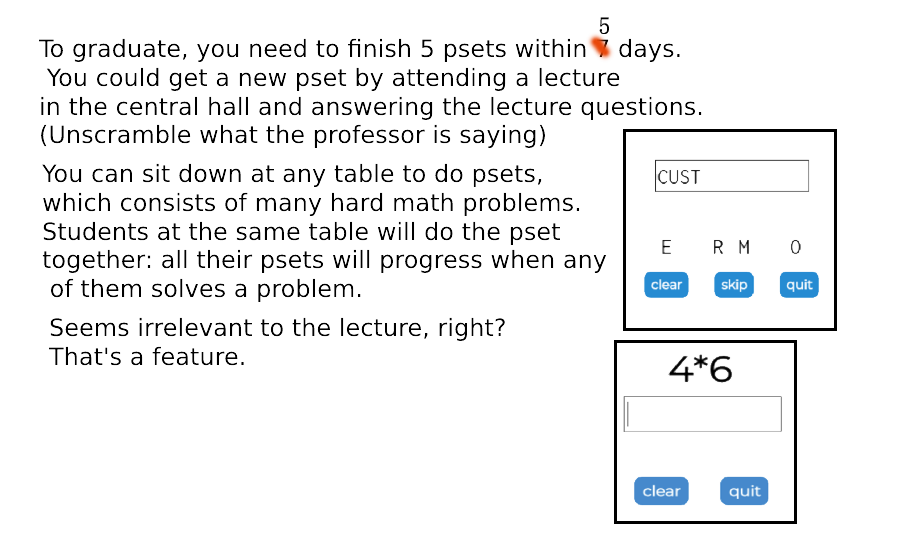 5
To graduate, you need to finish 5 psets within days.
You could get a new pset by attending a lecture
in the central hall and answering the lecture questions.
(Unscramble what the professor is saying)
You can sit down at any table to do psets,
which consists of many hard math problems.
Students at the same table will do the pset
together: all their psets will progress when any
of them solves a problem.
Seems irrelevant to the lecture, right?
That's a feature.
CUST
E R M O
clear skip quit
4*6
clear quit